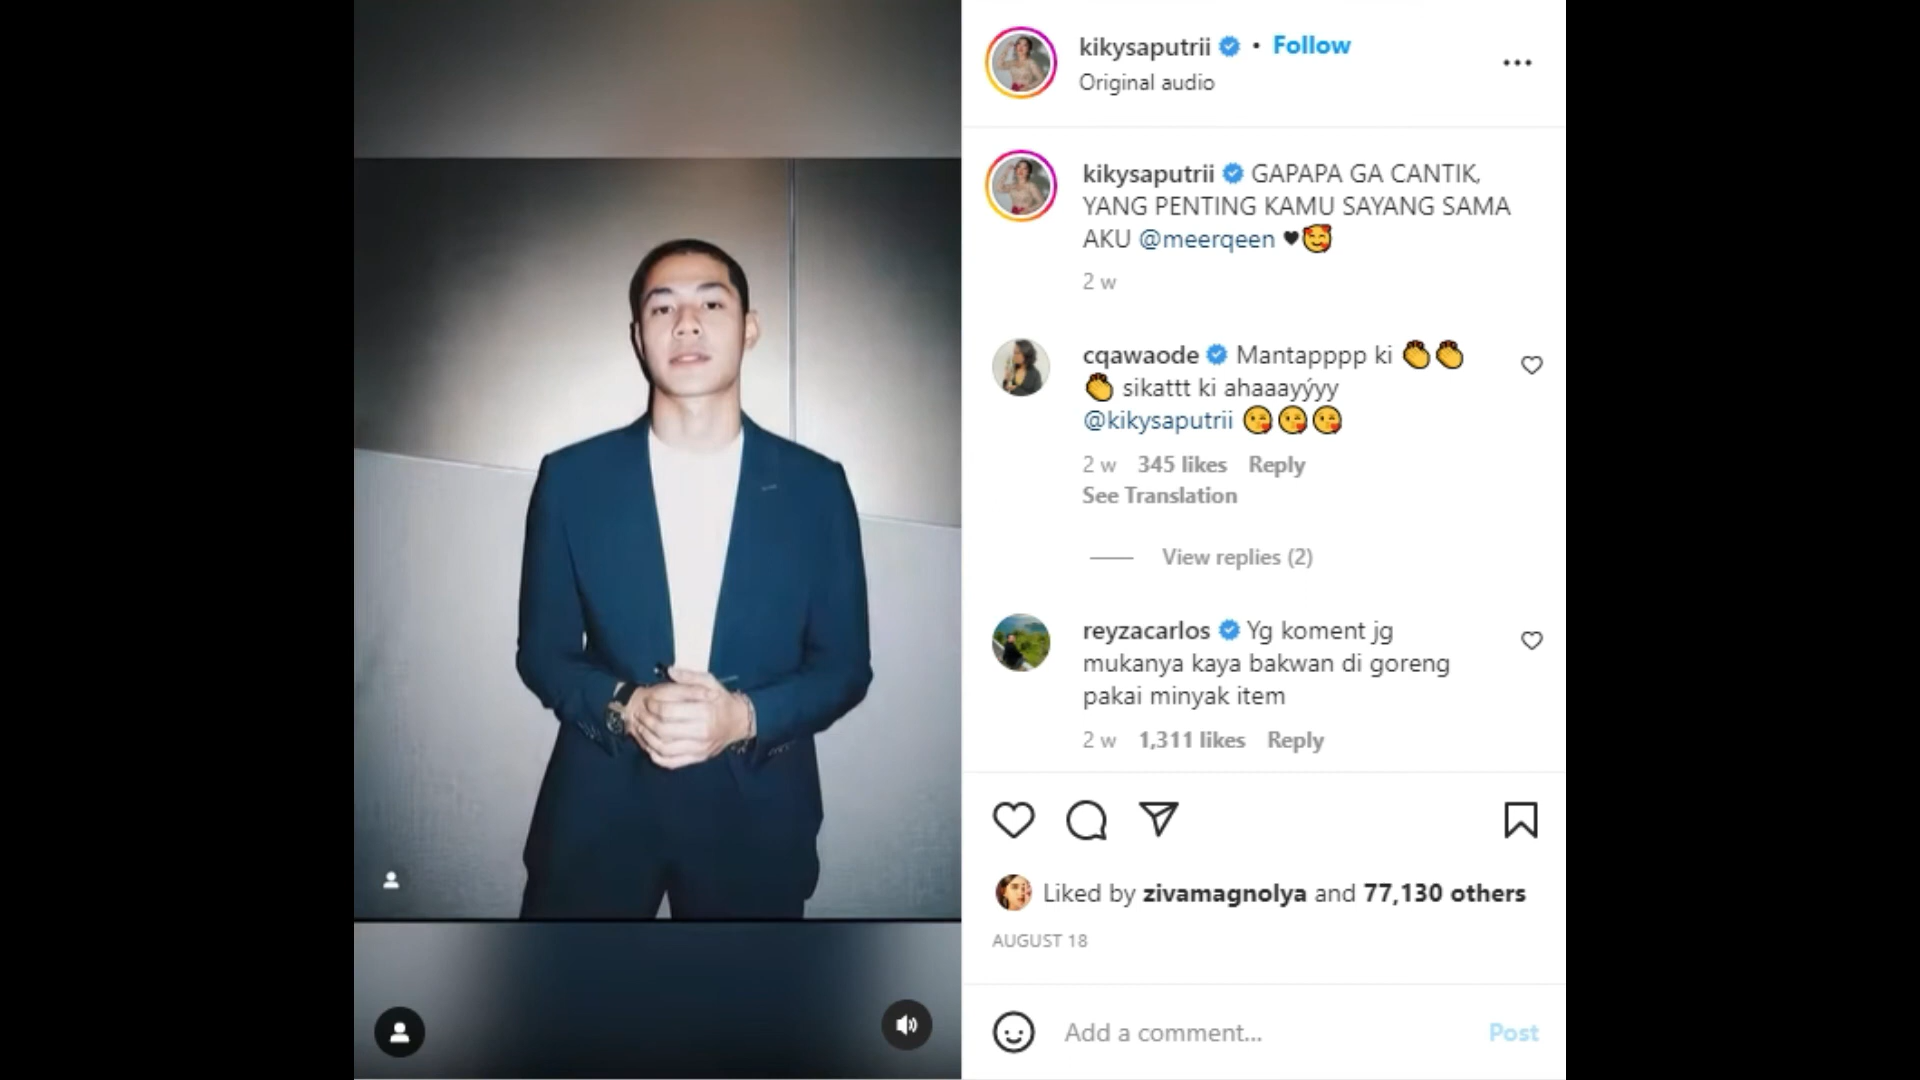 kikysaputrii • Follow
Original audio
kikysaputrii GAPAPA GA CANTIK,
YANG PENTING KAMU SAYANG SAMA
AKU @meerqeen 🖤🥰
2 w
cqawaode Mantapppp ki 👏👏
👏 sikattt ki ahaaayýyy
@kikysaputrii 😘😘😘
2 w 345 likes Reply
See Translation
View replies (2)
reyzacarlos Yg koment jg
mukanya kaya bakwan di goreng
pakai minyak item
2 w 1,311 likes Reply
Liked by zivamagnolya and 77,130 others
AUGUST 18
Add a comment... Post